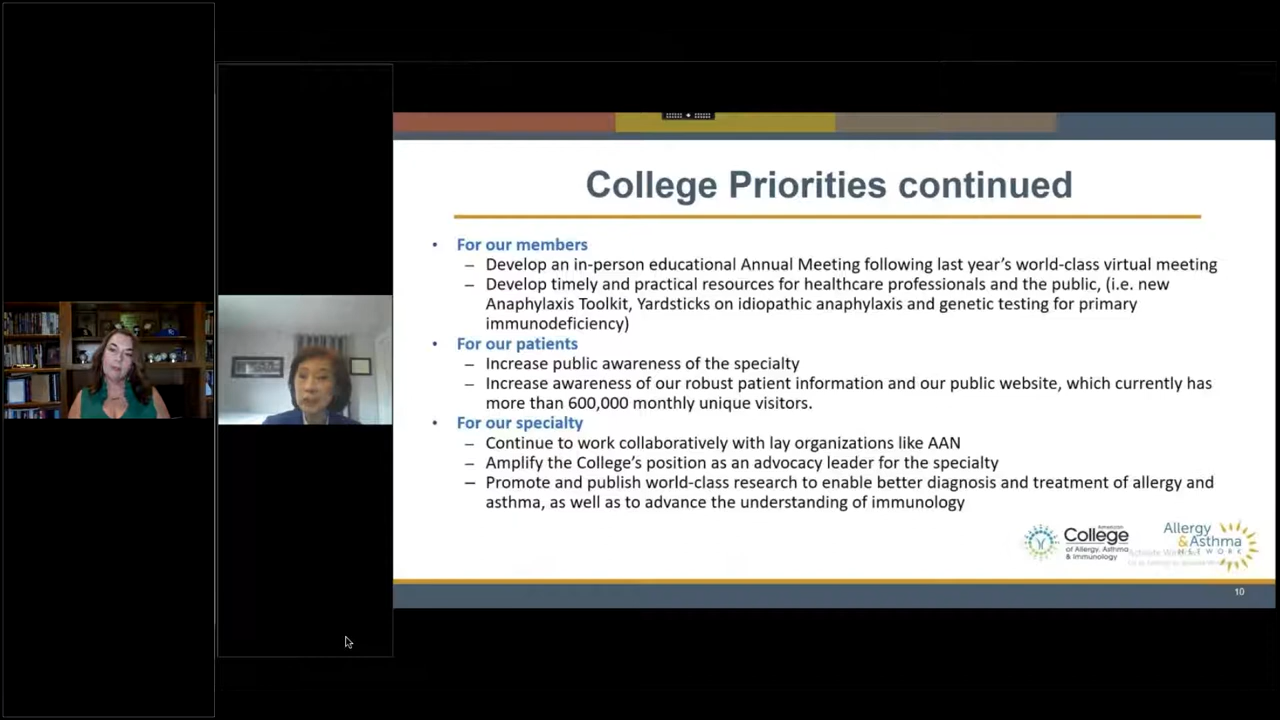 College Priorities continued
• For our members
– Develop an in-person educational Annual Meeting following last year's world-class virtual meeting
– Develop timely and practical resources for healthcare professionals and the public, (i.e. new
Anaphylaxis Toolkit, Yardsticks on idiopathic anaphylaxis and genetic testing for primary
immunodeficiency)
• For our patients
– Increase public awareness of the specialty
– Increase awareness of our robust patient information and our public website, which currently has
more than 600,000 monthly unique visitors.
• For our specialty
– Continue to work collaboratively with lay organizations like AAN
– Amplify the College's position as an advocacy leader for the specialty
– Promote and publish world-class research to enable better diagnosis and treatment of allergy and
asthma, as well as to advance the understanding of immunology
American
College
of Allergy, Asthma
& Immunology
Allergy
& Asthma
NETWORK
10